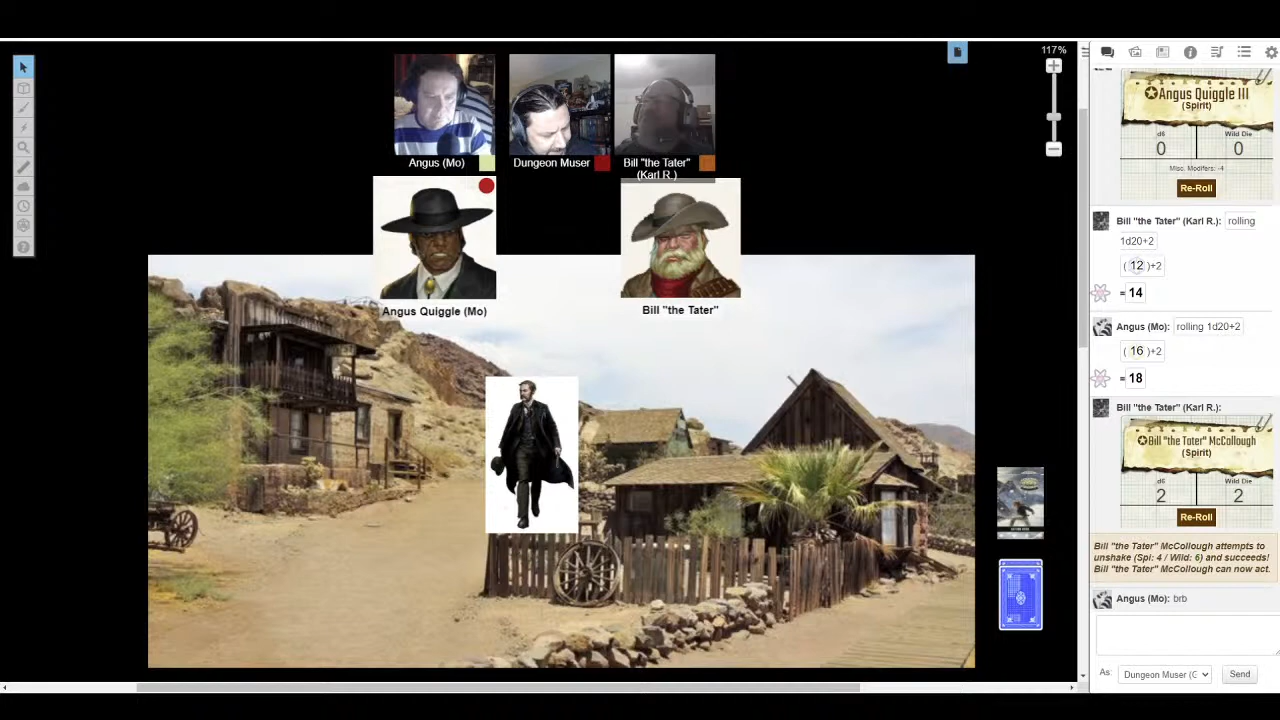 117%
Angus (Mo)
Dungeon Muser
Bill "the Tater"
(Karl R.)
Angus Quiggle (Mo)
Bill "the Tater"
Angus Quiggle III
(Spirit)
d6
Wild Die
0
0
Misc. Modifers: -4
Re-Roll
Bill "the Tater" (Karl R.): rolling
1d20+2
(12)+2
=14
Angus (Mo): rolling 1d20+2
(16)+2
=18
Bill "the Tater" (Karl R.):
Bill "the Tater" McCollough
(Spirit)
d6
Wild Die
2
2
Re-Roll
Bill "the Tater" McCollough attempts to
unshake (Spi: 4 / Wild: 6) and succeeds!
Bill "the Tater" McCollough can now act.
Angus (Mo): brb
As:
Dungeon Muser (G
Send